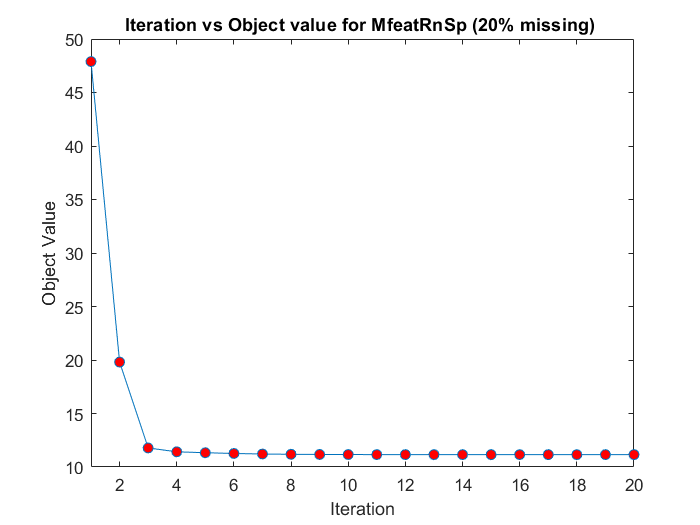 Iteration vs Object value for MfeatRnSp (20% missing)
50
45
40
35
30
25
20
15
10
Object Value
2 4 6 8 10 12 14 16 18 20
Iteration